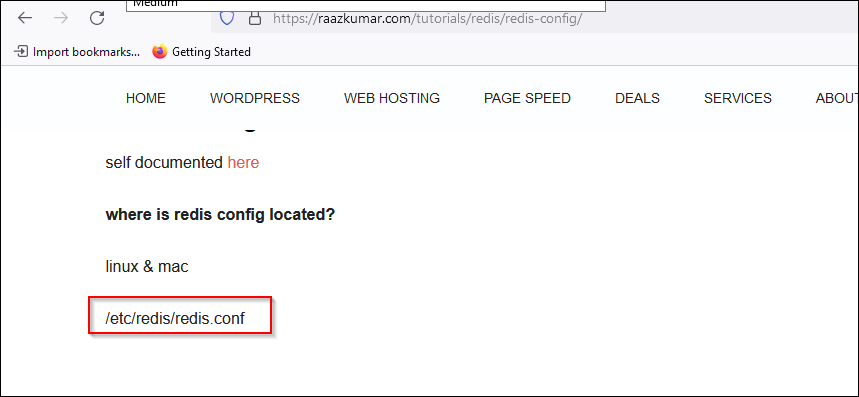 Medium
https://raazkumar.com/tutorials/redis/redis-config/
Import bookmarks... Getting Started
HOME WORDPRESS WEB HOSTING PAGE SPEED DEALS SERVICES ABOU
self documented here
where is redis config located?
linux & mac
/etc/redis/redis.conf